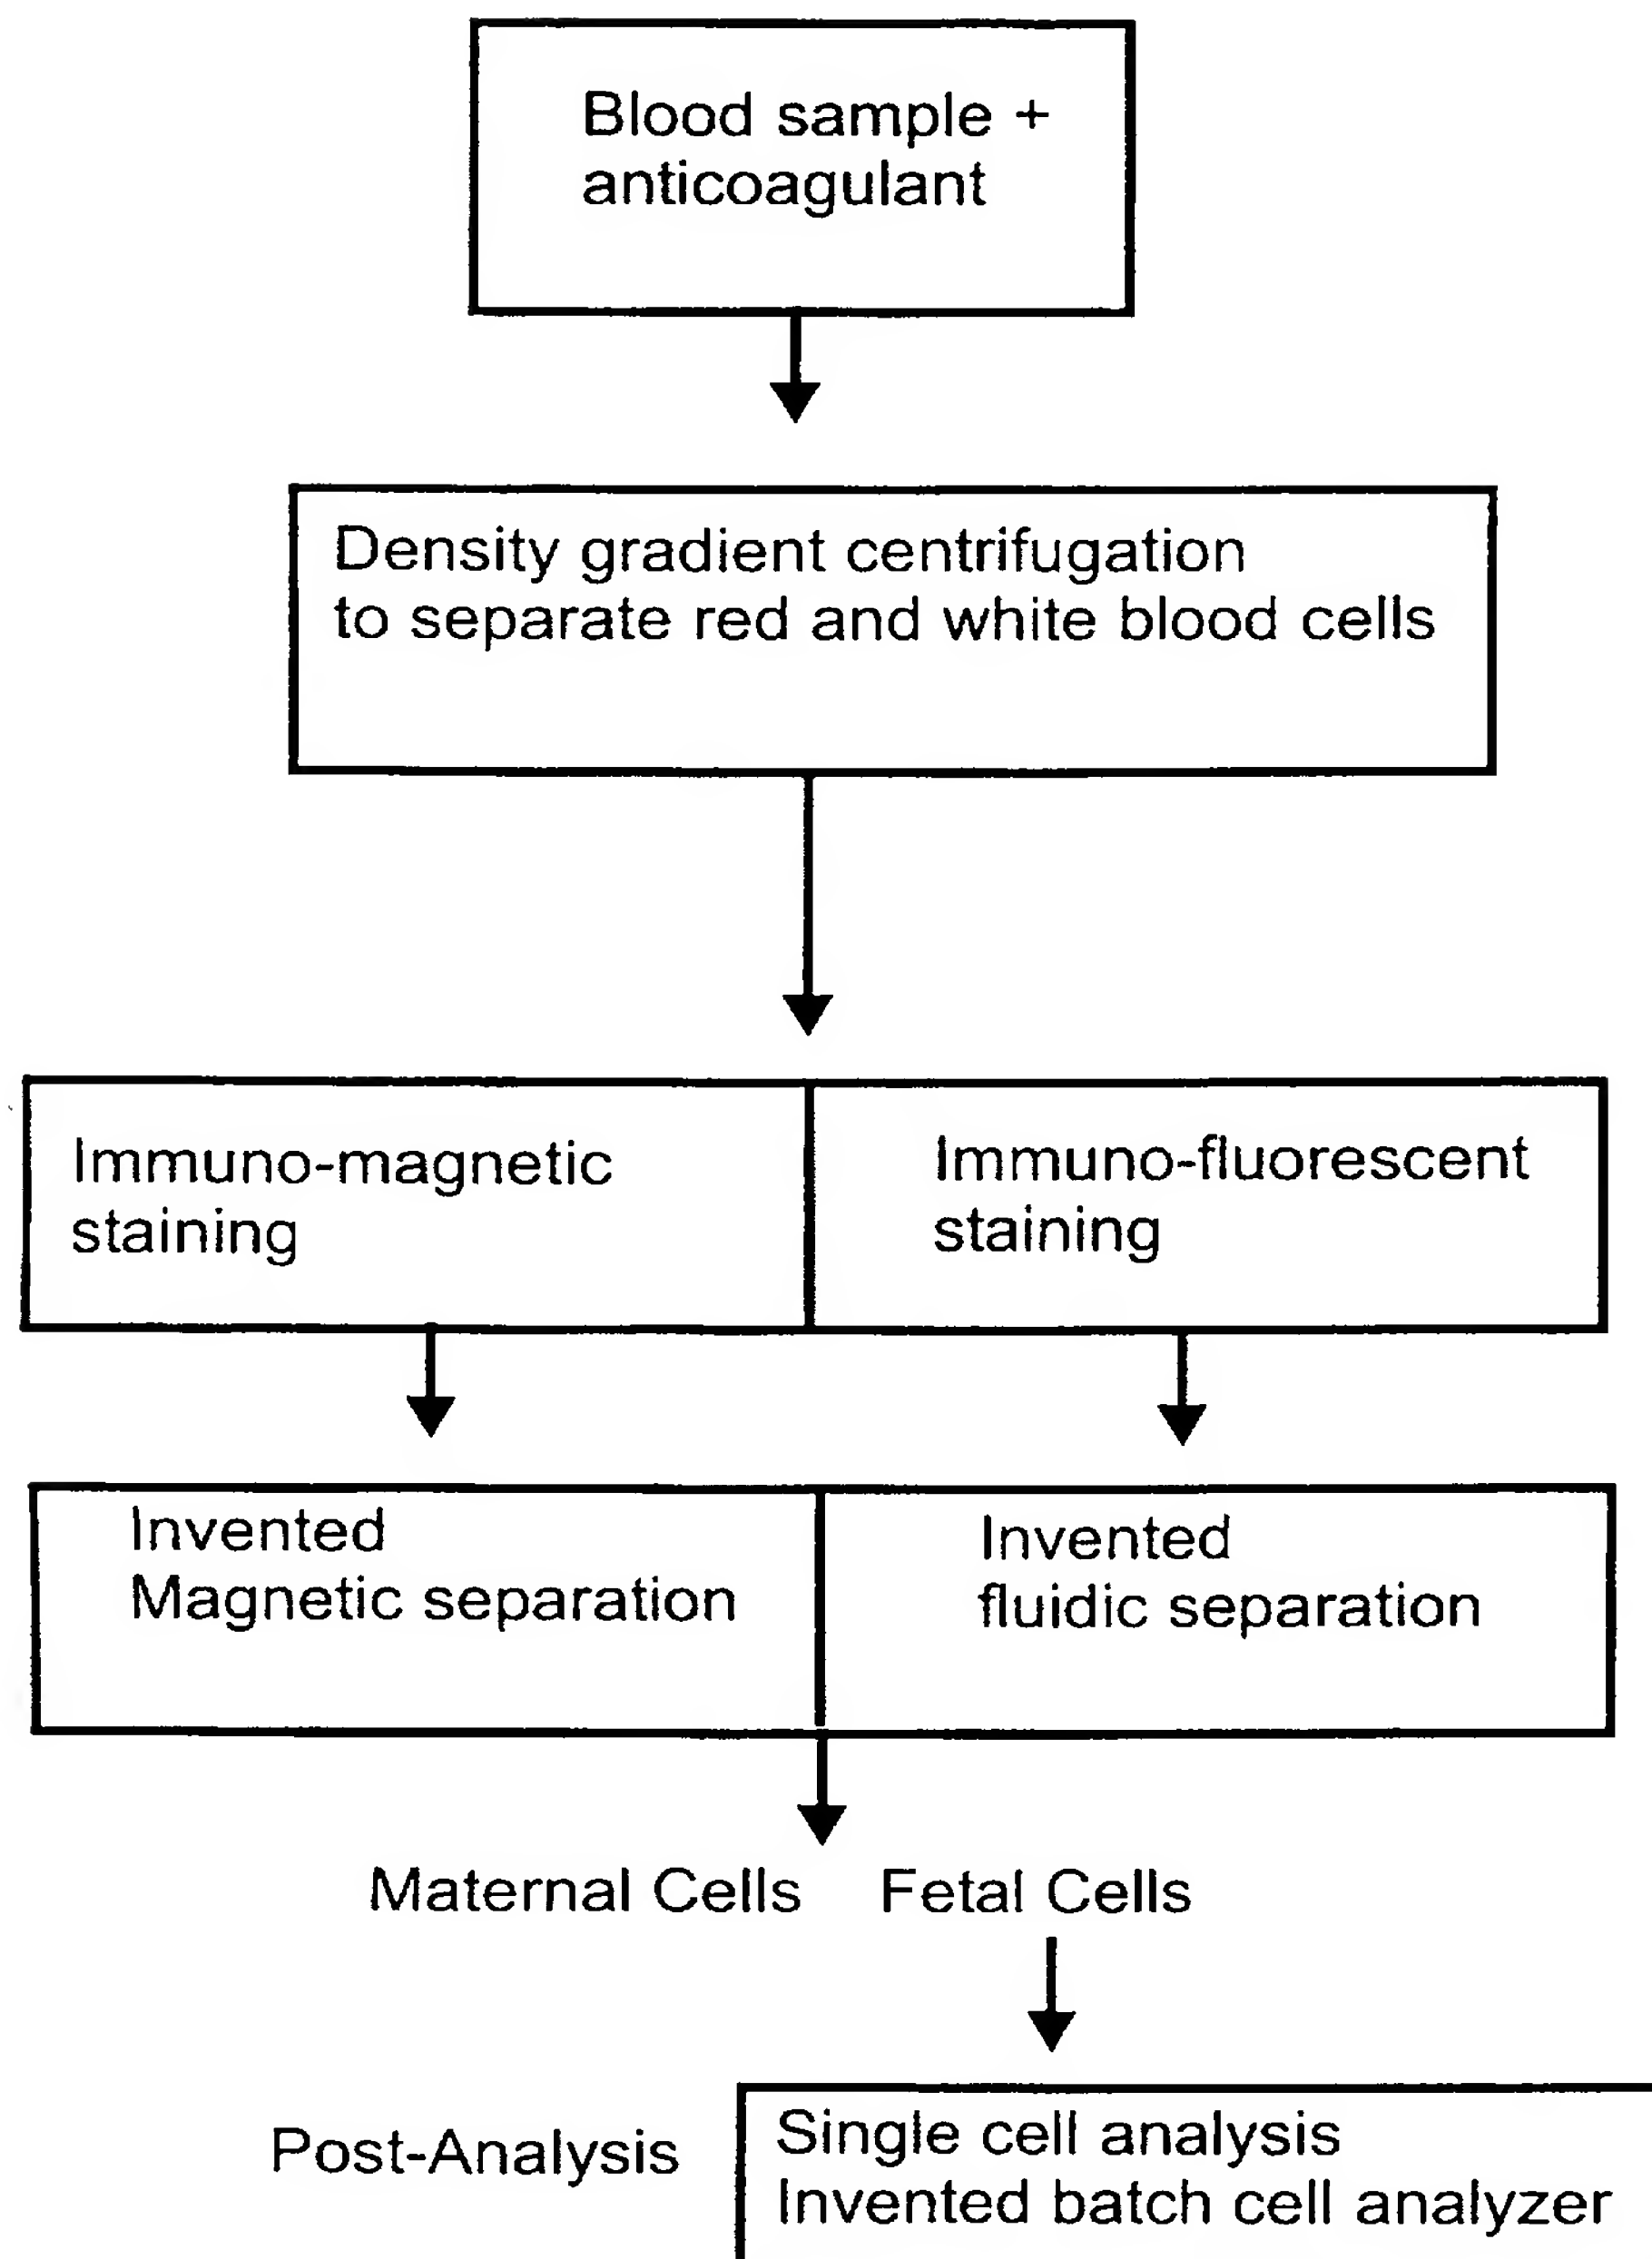 Blood sample +
anticoagulant
Density gradient centrifugation
to separate red and white blood cells
Immuno-magnetic
staining
Immuno-fluorescent
staining
Invented
Magnetic separation
Invented
fluidic separation
Maternal Cells
Fetal Cells
Post-Analysis
Single cell analysis
Invented batch cell analyzer